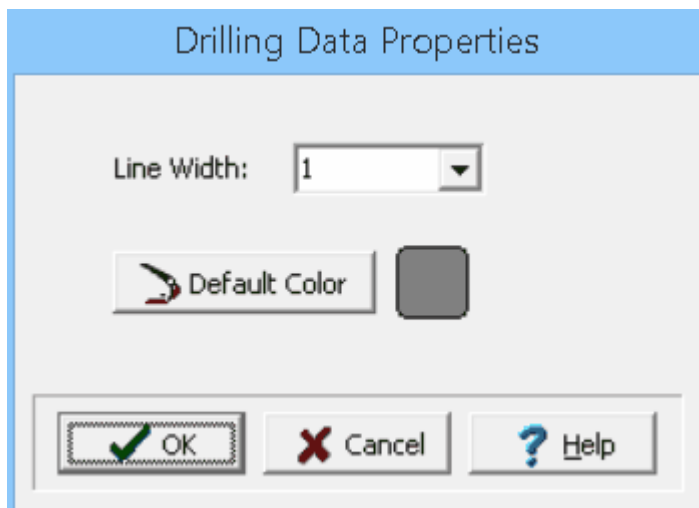 Drilling Data Properties
Line Width: 1
Default Color
OK Cancel Help